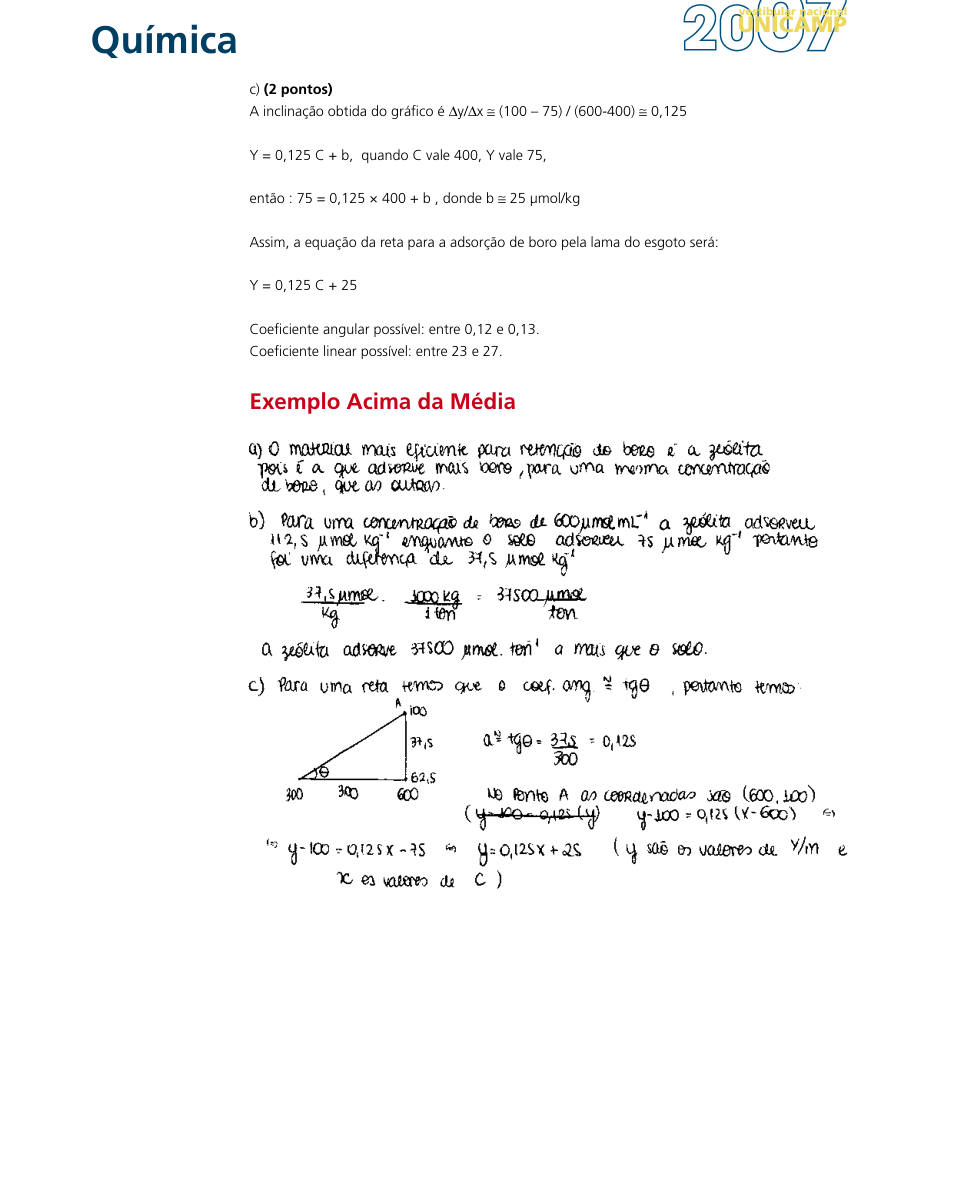 Química
vestibular nacional
2007
UNICAMP
c) (2 pontos)
A inclinação obtida do gráfico é Δy/Δx ≅ (100 – 75) / (600-400) ≅ 0,125
Y = 0,125 C + b,  quando C vale 400, Y vale 75,
então : 75 = 0,125 × 400 + b , donde b ≅ 25 μmol/kg
Assim, a equação da reta para a adsorção de boro pela lama do esgoto será:
Y = 0,125 C + 25
Coeficiente angular possível: entre 0,12 e 0,13.
Coeficiente linear possível: entre 23 e 27.
Exemplo Acima da Média
a) O material mais eficiente para retenção do boro é a zeólita
pois é a que adsorve mais boro, para uma mesma concentração
de boro, que as outras.
b) Para uma concentração de boro de 600 μmol mL⁻¹ a zeólita adsorveu
112,5 μmol kg⁻¹ enquanto o solo adsorveu 75 μmol kg⁻¹ portanto
foi uma diferença de 37,5 μmol kg⁻¹
37,5 μmol/kg . 1000 kg/1 ton = 37500 μmol/ton
a zeólita adsorve 37500 μmol. ton⁻¹ a mais que o solo.
c) Para uma reta temos que o coef. ang. ≅ tgθ , portanto temos:
A
100
37,5
θ
62,5
300 300 600
a ≅ tgθ = 37,5/300 = 0,125
No ponto A as coordenadas são (600, 100)
(y-100 = 0,125 (y) y-100 = 0,125 (x-600) ⇔
⇔ y-100 = 0,125x - 75 ⇔ y = 0,125x + 25 ( y são os valores de Y/m e
x os valores de C )